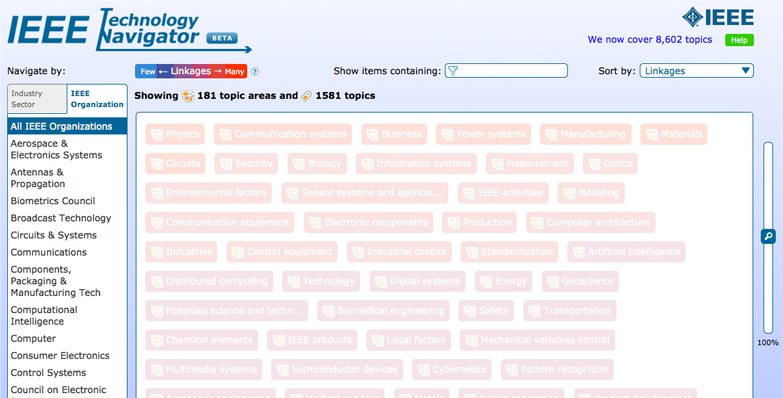 IEEE Technology Navigator BETA
IEEE
We now cover 8,602 topics Help
Navigate by: Few ← Linkages → Many ? Show items containing: Sort by: Linkages
Industry Sector
IEEE Organization
Showing 181 topic areas and 1581 topics
All IEEE Organizations
Aerospace &
Electronics Systems
Antennas &
Propagation
Biometrics Council
Broadcast Technology
Circuits & Systems
Communications
Components,
Packaging &
Manufacturing Tech
Computational
Intelligence
Computer
Consumer Electronics
Control Systems
Council on Electronic
Physics Communication systems Business Power systems Manufacturing Materials
Circuits Security Biology Information systems Measurement Optics
Environmental factors Sensor systems and applicat... IEEE activities Modeling
Communication equipment Electronic components Production Computer architecture
Industries Control equipment Industrial control Standardization Artificial intelligence
Distributed computing Technology Digital systems Energy Geoscience
Materials science and techn... Biomedical engineering Safety Transportation
Chemical elements IEEE products Legal factors Mechanical variables control
Multimedia systems Semiconductor devices Cybernetics Pattern recognition
100%